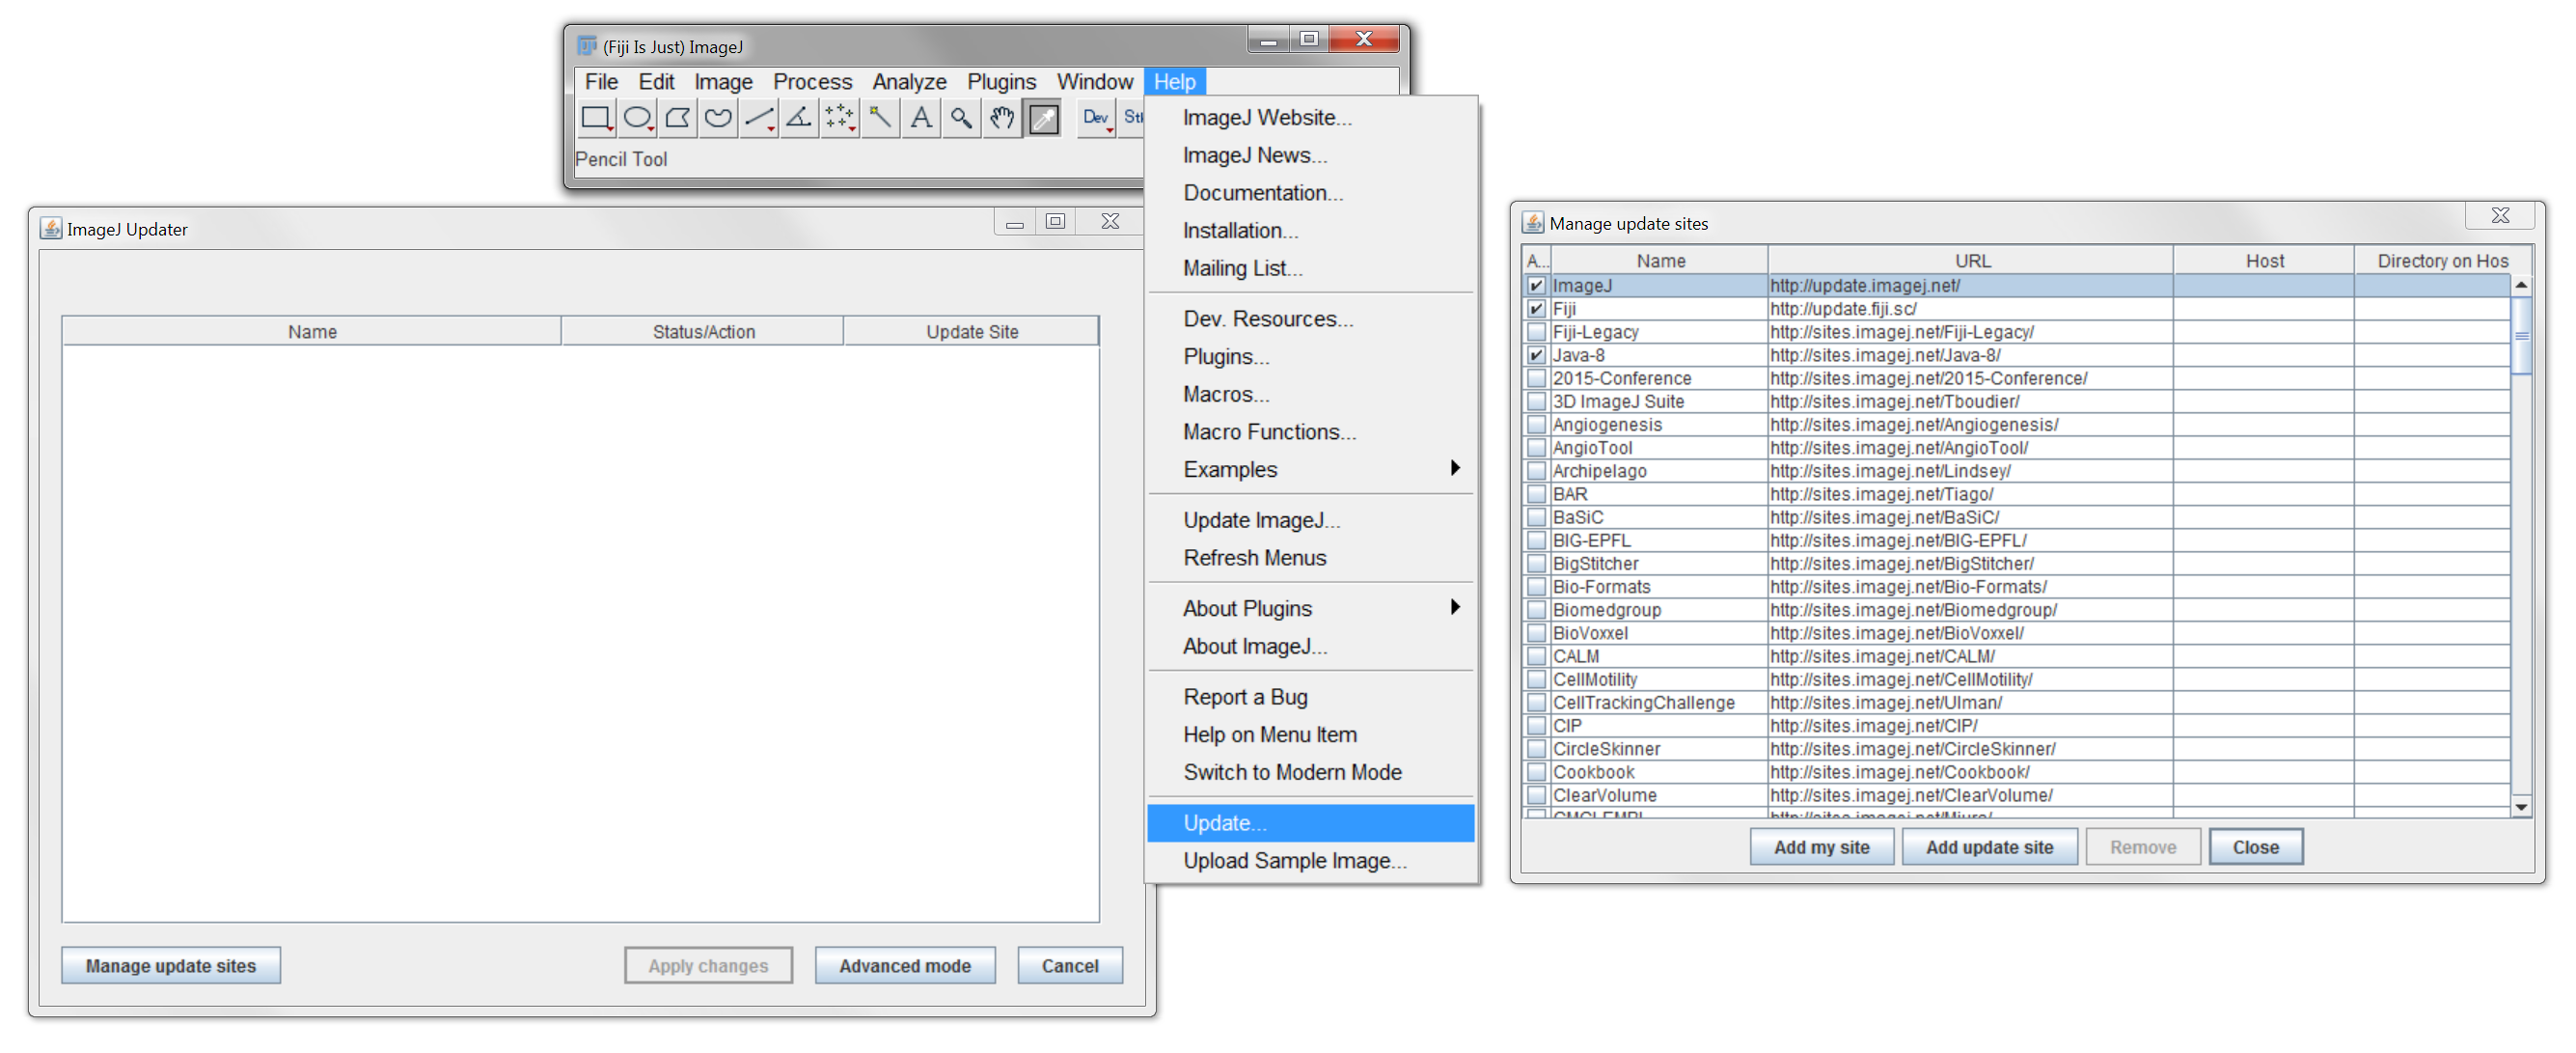 (Fiji Is Just) ImageJ
File Edit Image Process Analyze Plugins Window Help
Dev
Pencil Tool
ImageJ Website...
ImageJ News...
Documentation...
Installation...
Mailing List...
Dev. Resources...
Plugins...
Macros...
Macro Functions...
Examples
Update ImageJ...
Refresh Menus
About Plugins
About ImageJ...
Report a Bug
Help on Menu Item
Switch to Modern Mode
Update...
Upload Sample Image...
ImageJ Updater
Name Status/Action Update Site
Manage update sites Apply changes Advanced mode Cancel
Manage update sites
A... Name URL Host Directory on Hos
ImageJ http://update.imagej.net/
Fiji http://update.fiji.sc/
Fiji-Legacy http://sites.imagej.net/Fiji-Legacy/
Java-8 http://sites.imagej.net/Java-8/
2015-Conference http://sites.imagej.net/2015-Conference/
3D ImageJ Suite http://sites.imagej.net/Tboudier/
Angiogenesis http://sites.imagej.net/Angiogenesis/
AngioTool http://sites.imagej.net/AngioTool/
Archipelago http://sites.imagej.net/Lindsey/
BAR http://sites.imagej.net/Tiago/
BaSiC http://sites.imagej.net/BaSiC/
BIG-EPFL http://sites.imagej.net/BIG-EPFL/
BigStitcher http://sites.imagej.net/BigStitcher/
Bio-Formats http://sites.imagej.net/Bio-Formats/
Biomedgroup http://sites.imagej.net/Biomedgroup/
BioVoxxel http://sites.imagej.net/BioVoxxel/
CALM http://sites.imagej.net/CALM/
CellMotility http://sites.imagej.net/CellMotility/
CellTrackingChallenge http://sites.imagej.net/Ulman/
CIP http://sites.imagej.net/CIP/
CircleSkinner http://sites.imagej.net/CircleSkinner/
Cookbook http://sites.imagej.net/Cookbook/
ClearVolume http://sites.imagej.net/ClearVolume/
Add my site Add update site Remove Close